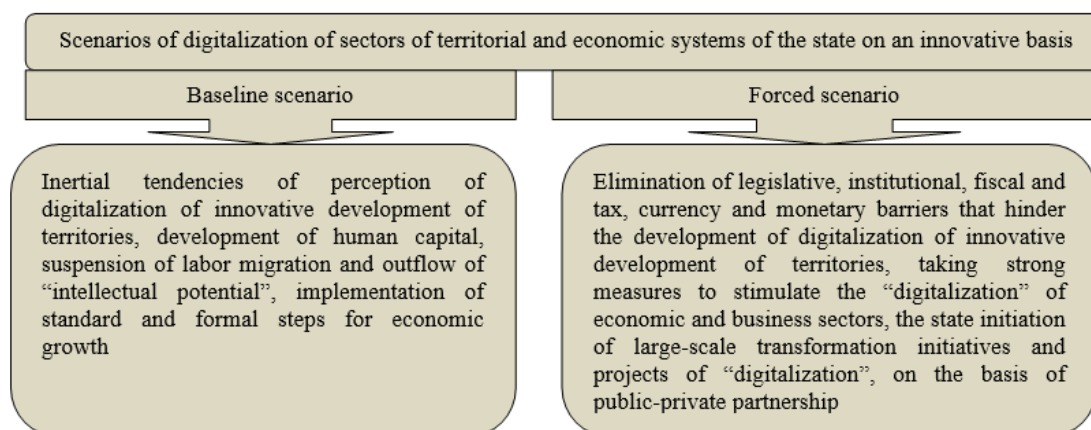 Scenarios of digitalization of sectors of territorial and economic systems of the state on an innovative basis
Baseline scenario
Forced scenario
Inertial tendencies of perception of
digitalization of innovative development of
territories, development of human capital,
suspension of labor migration and outflow of
“intellectual potential”, implementation of
standard and formal steps for economic
growth
Elimination of legislative, institutional, fiscal and
tax, currency and monetary barriers that hinder
the development of digitalization of innovative
development of territories, taking strong
measures to stimulate the “digitalization” of
economic and business sectors, the state initiation
of large-scale transformation initiatives and
projects of “digitalization”, on the basis of
public-private partnership